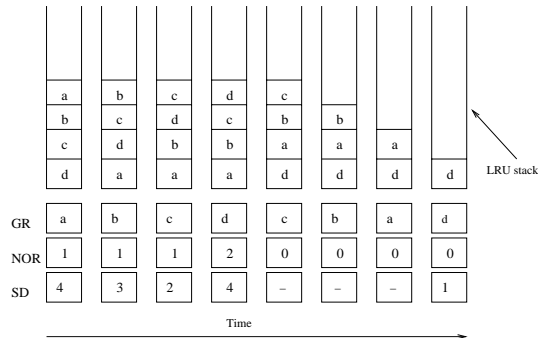 a b c d c
b c d c b b
c d b b a a a
d a a a d d d d
LRU stack
GR a b c d c b a d
NOR 1 1 1 2 0 0 0 0
SD 4 3 2 4 – – – 1
Time